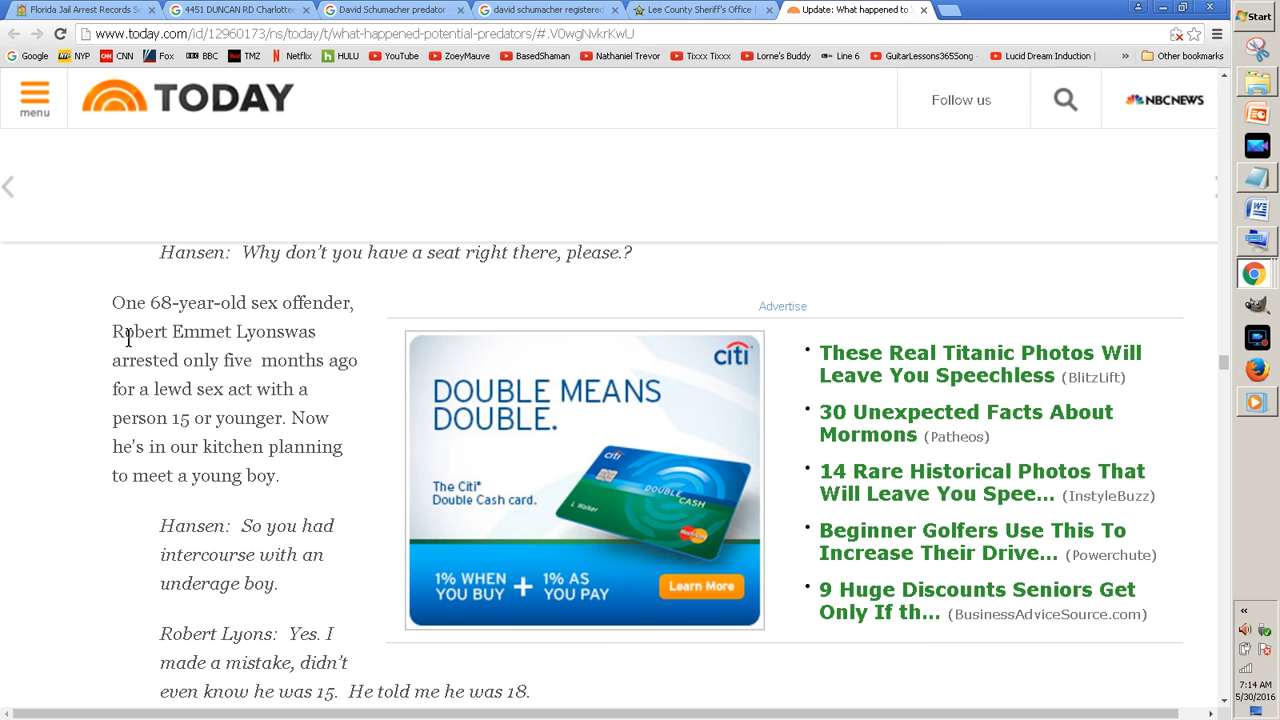 Florida Jail Arrest Records S
4451 DUNCAN RD Charlotte
David Schumacher predator
david schumacher registered
Lee County Sheriff's Office |
Update: What happened to '
www.today.com/id/12960173/ns/today/t/what-happened-potential-predators/#.V0wgNvkrKwU
Google
NYP
CNN
Fox
BBC
TMZ
Netflix
HULU
YouTube
ZoeyMauve
BasedShaman
Nathaniel Trevor
Tixxx Tixxx
Lorne's Buddy
Line 6
GuitarLessons365Song
Lucid Dream Induction |
»
Other bookmarks
menu
TODAY
Follow us
NBCNEWS
Hansen: Why don't you have a seat right there, please.?
One 68-year-old sex offender,
Robert Emmet Lyonswas
arrested only five months ago
for a lewd sex act with a
person 15 or younger. Now
he's in our kitchen planning
to meet a young boy.
Hansen: So you had
intercourse with an
underage boy.
Robert Lyons: Yes. I
made a mistake, didn't
even know he was 15. He told me he was 18.
Advertise
citi
DOUBLE MEANS
DOUBLE.
The Citi®
Double Cash card.
citi
DOUBLE CASH
L Walker
MasterCard
1% WHEN
YOU BUY + 1% AS
YOU PAY
Learn More
• These Real Titanic Photos Will
Leave You Speechless (BlitzLift)
• 30 Unexpected Facts About
Mormons (Patheos)
• 14 Rare Historical Photos That
Will Leave You Spee... (InstyleBuzz)
• Beginner Golfers Use This To
Increase Their Drive... (Powerchute)
• 9 Huge Discounts Seniors Get
Only If th... (BusinessAdviceSource.com)
Start
«
7:14 AM
5/30/2016